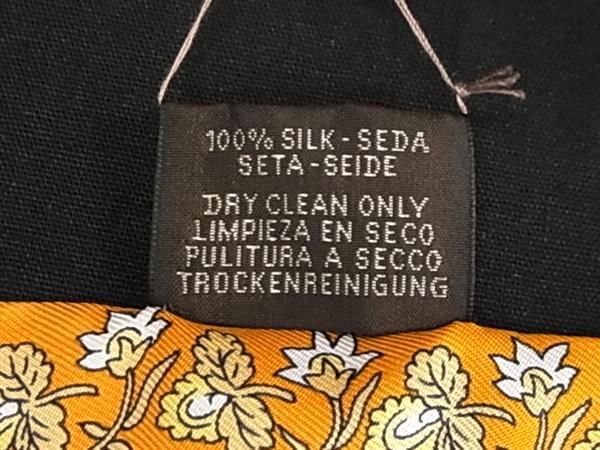 100% SILK - SEDA
SETA - SEIDE
DRY CLEAN ONLY
LIMPIEZA EN SECO
PULITURA A SECCO
TROCKENREINIGUNG